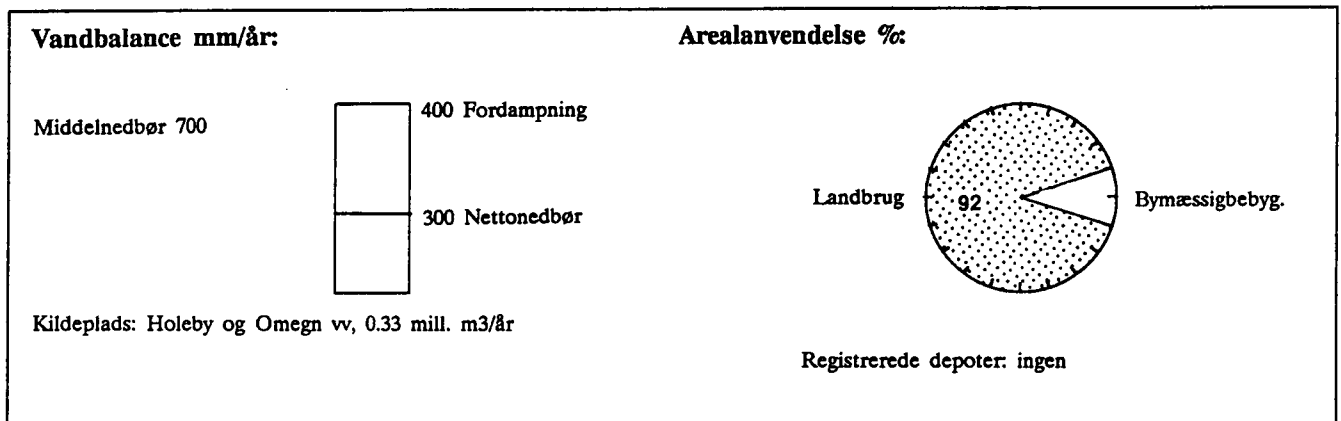 Vandbalance mm/år:
Middelnedbør 700
400 Fordampning
300 Nettonedbør
Kildeplads: Holeby og Omegn vv, 0.33 mill. m3/år
Arealanvendelse %:
Landbrug
92
Bymæssigbebyg.
Registrerede depoter: ingen